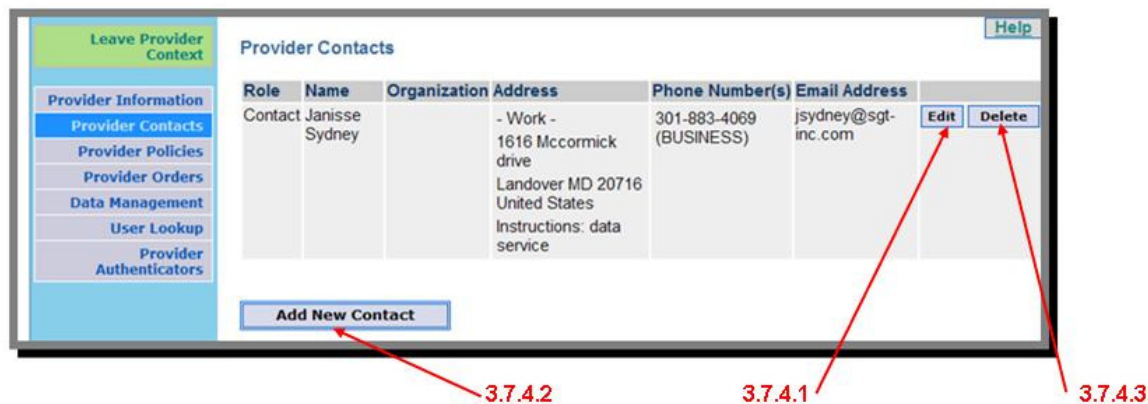 Help
Leave Provider
Context
Provider Information
Provider Contacts
Provider Policies
Provider Orders
Data Management
User Lookup
Provider
Authenticators
Provider Contacts
Role Name Organization Address Phone Number(s) Email Address
Contact Janisse
Sydney
- Work -
1616 Mccormick
drive
Landover MD 20716
United States
Instructions: data
service
301-883-4069
(BUSINESS)
jsydney@sgt-
inc.com
Edit Delete
Add New Contact
3.7.4.2 3.7.4.1 3.7.4.3